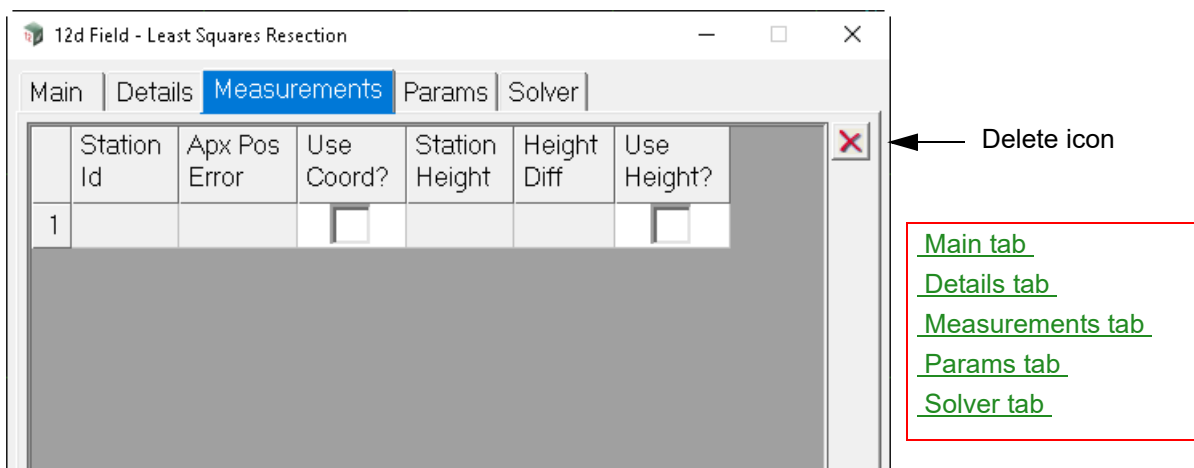 12d Field - Least Squares Resection
Main Details Measurements Params Solver
Station Id Apx Pos Error Use Coord? Station Height Height Diff Use Height?
1
Delete icon
Main tab
Details tab
Measurements tab
Params tab
Solver tab